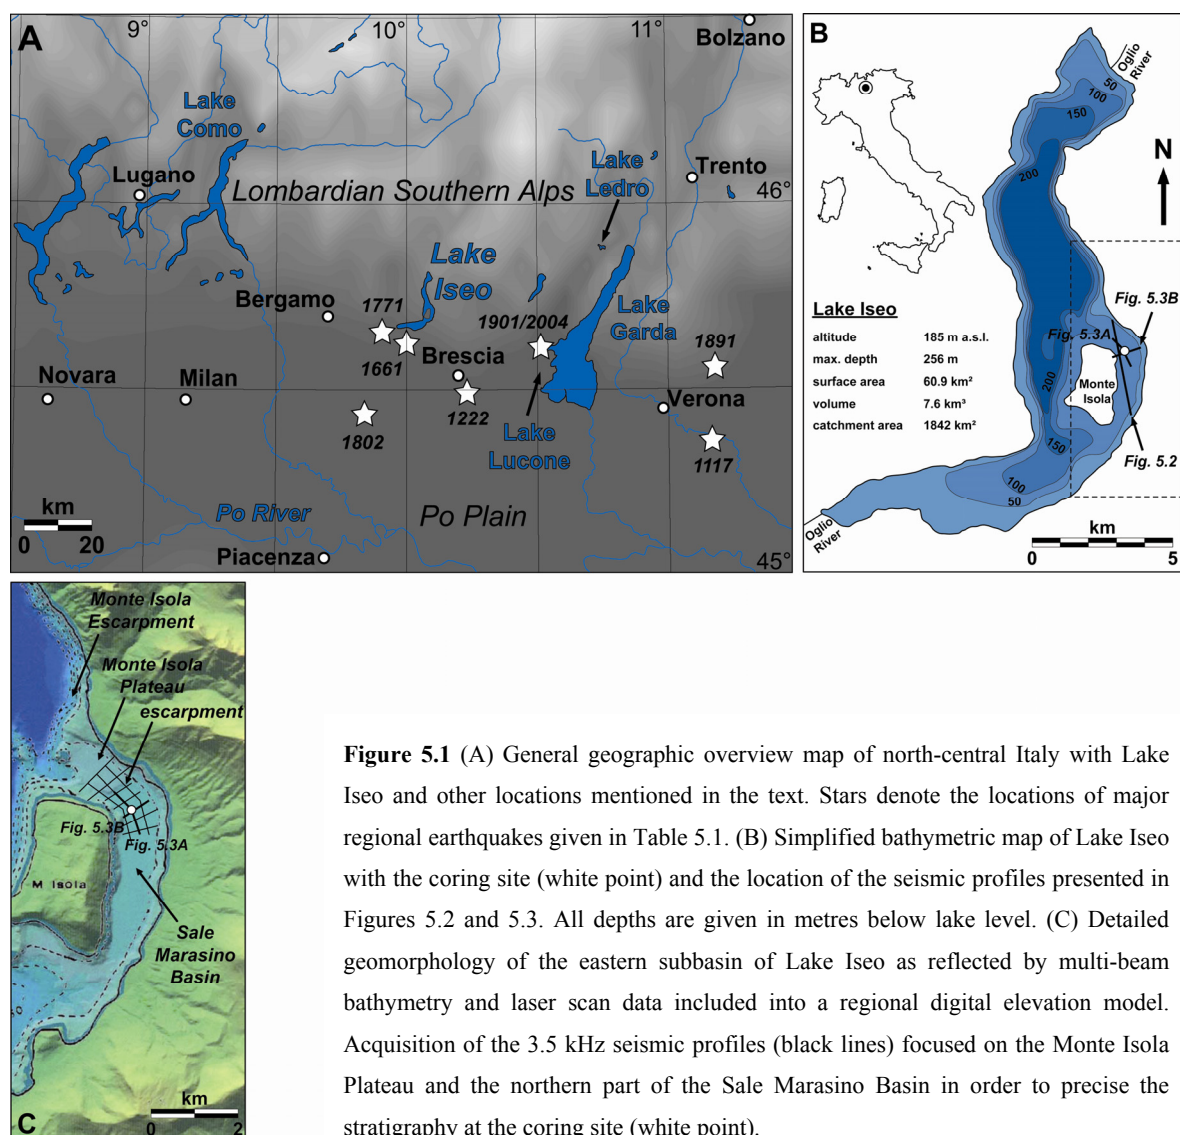 A
9°
10°
11°
Bolzano
Lake
Como
Lugano
Lombardian Southern Alps
Lake
Ledro
Trento
46°
Lake
Iseo
Bergamo
1771
1661
1901/2004
Lake
Garda
1891
Brescia
Novara
Milan
1802
1222
Verona
Lake
Lucone
1117
km
0 20
Po River
Po Plain
Piacenza
45°
B
Oglio
River
50
100
150
200
N
Lake Iseo
altitude 185 m a.s.l.
max. depth 256 m
surface area 60.9 km²
volume 7.6 km³
catchment area 1842 km²
Fig. 5.3B
Fig. 5.3A
200
Monte
Isola
150
Fig. 5.2
100
50
Oglio
River
km
0 5
Monte Isola
Escarpment
Monte Isola
Plateau
escarpment
Fig. 5.3B
Fig. 5.3A
M Isola
Sale
Marasino
Basin
km
0 2
C
Figure 5.1 (A) General geographic overview map of north-central Italy with Lake
Iseo and other locations mentioned in the text. Stars denote the locations of major
regional earthquakes given in Table 5.1. (B) Simplified bathymetric map of Lake Iseo
with the coring site (white point) and the location of the seismic profiles presented in
Figures 5.2 and 5.3. All depths are given in metres below lake level. (C) Detailed
geomorphology of the eastern subbasin of Lake Iseo as reflected by multi-beam
bathymetry and laser scan data included into a regional digital elevation model.
Acquisition of the 3.5 kHz seismic profiles (black lines) focused on the Monte Isola
Plateau and the northern part of the Sale Marasino Basin in order to precise the
stratigraphy at the coring site (white point).